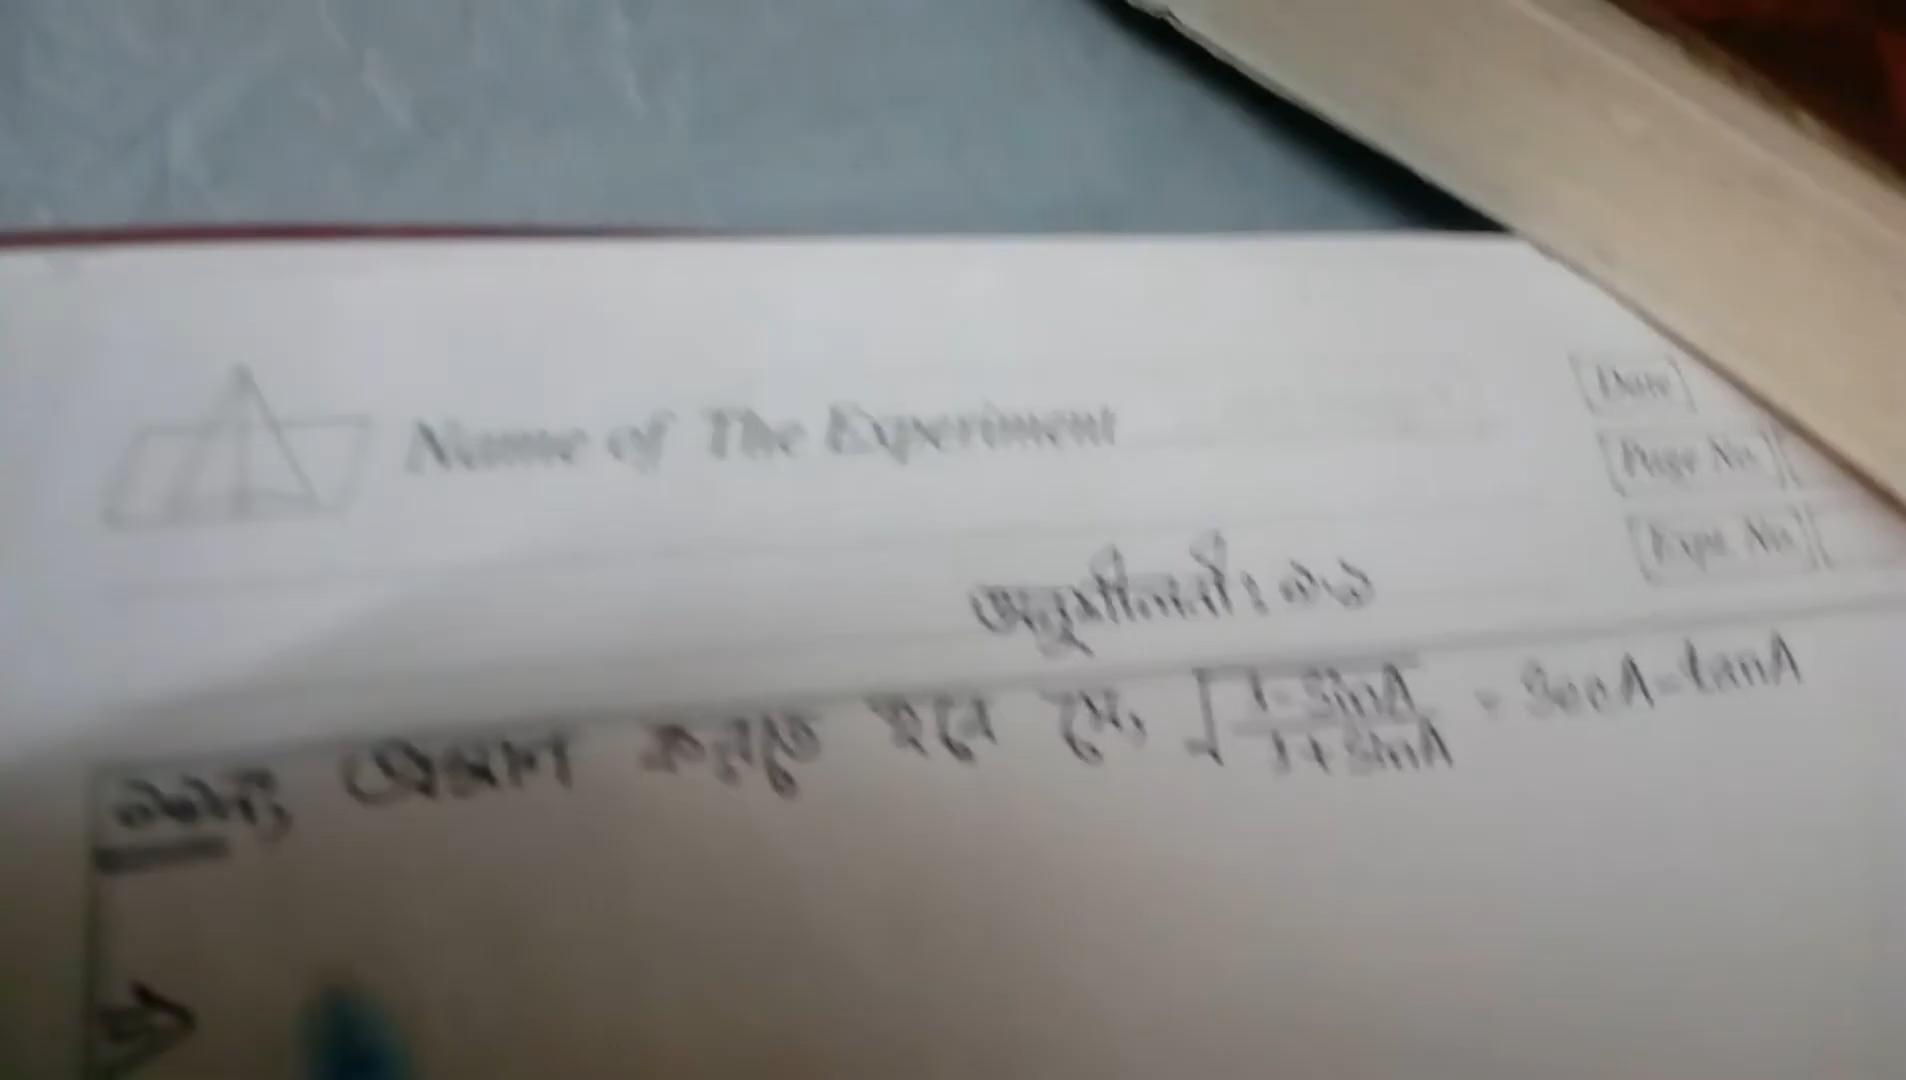 Name of The Experiment
[Date]
[Page No.]
[Expt. No.]
অনুশীলনী : ৯.১
প্রমাণ করতে হবে যে, √(1-sinA / 1+sinA) = secA-tanA